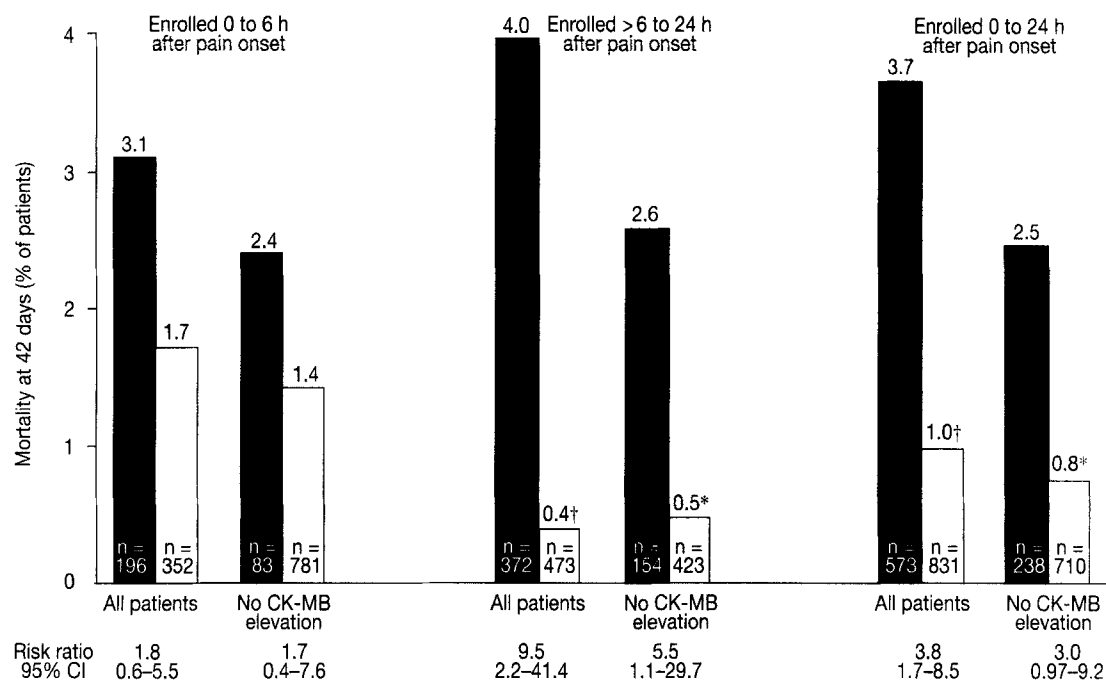 Enrolled 0 to 6 h
after pain onset
Enrolled >6 to 24 h
after pain onset
Enrolled 0 to 24 h
after pain onset
Mortality at 42 days (% of patients)
4
3
2
1
0
3.1
1.7
2.4
1.4
4.0
0.4†
2.6
0.5*
3.7
1.0†
2.5
0.8*
n =
196
n =
352
n =
83
n =
781
n =
372
n =
473
n =
154
n =
423
n =
573
n =
831
n =
238
n =
710
All patients
No CK-MB
elevation
All patients
No CK-MB
elevation
All patients
No CK-MB
elevation
Risk ratio 1.8 1.7 9.5 5.5 3.8 3.0
95% CI 0.6–5.5 0.4–7.6 2.2–41.4 1.1–29.7 1.7–8.5 0.97–9.2